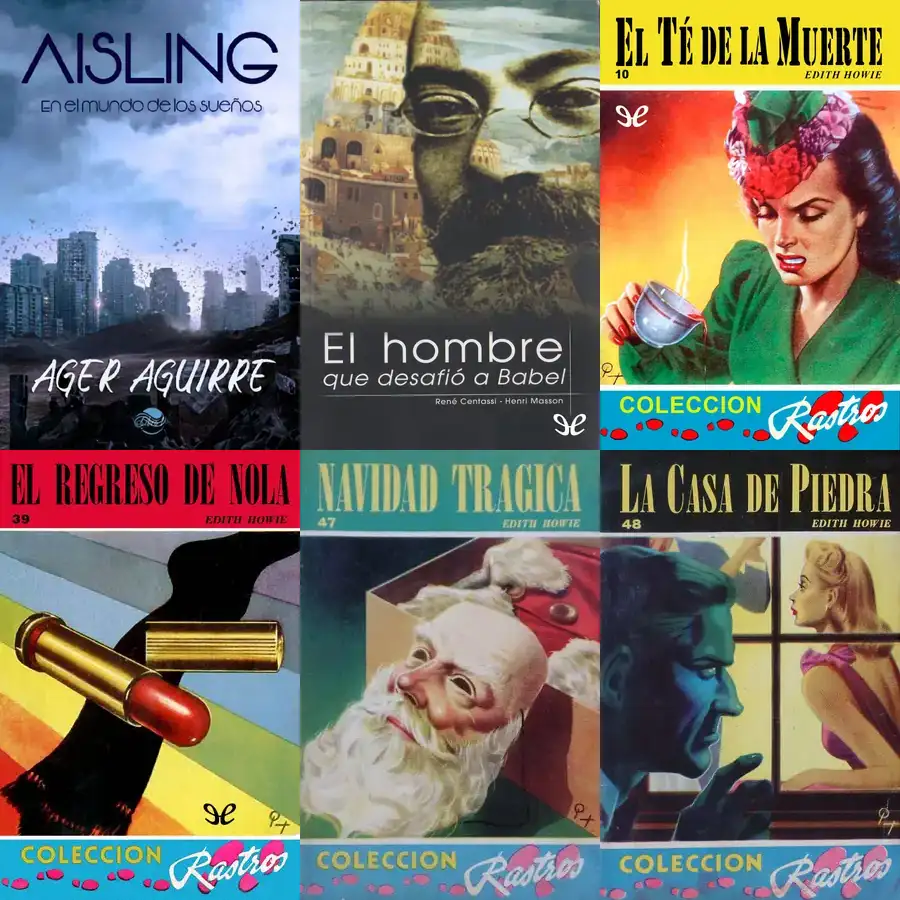 AISLING
En el mundo de los sueños
AGER AGUIRRE
El hombre
que desafió a Babel
René Centassi - Henri Masson
EL TÉ DE LA MUERTE
10
EDITH HOWIE
COLECCION
Rastros
EL REGRESO DE NOLA
39
EDITH HOWIE
COLECCION
Rastros
NAVIDAD TRAGICA
47
EDITH HOWIE
COLECCION
Rastros
LA CASA DE PIEDRA
48
EDITH HOWIE
COLECCION
Rastros